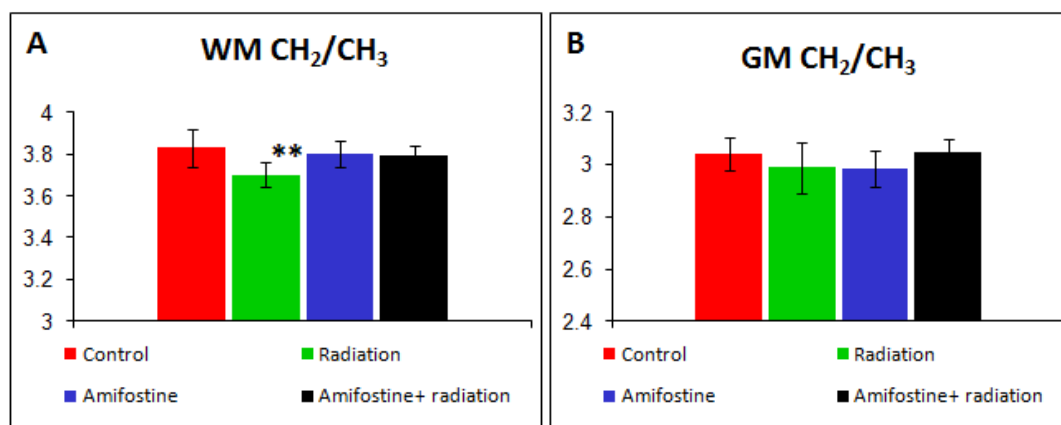 A
WM CH₂/CH₃
4
3.8
**
3.6
3.4
3.2
3
Control
Radiation
Amifostine
Amifostine+ radiation
B
GM CH₂/CH₃
3.2
3
2.8
2.6
2.4
Control
Radiation
Amifostine
Amifostine+ radiation